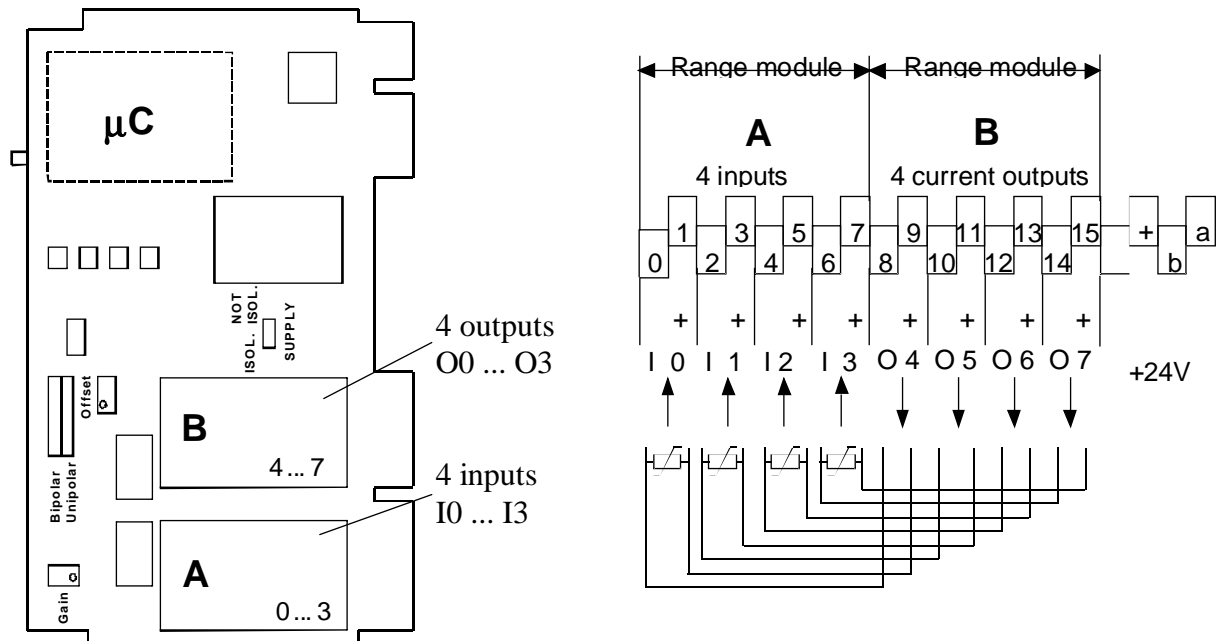 µC
NOT
ISOL. ISOL.
SUPPLY
Offset
Bipolar
Unipolar
Gain
B
4 ... 7
A
0 ... 3
4 outputs
O0 ... O3
4 inputs
I0 ... I3
Range module Range module
A B
4 inputs 4 current outputs
1 3 5 7 9 11 13 15 + a
0 2 4 6 8 10 12 14 b
+ + + + + + + +
I 0 I 1 I 2 I 3 O 4 O 5 O 6 O 7
+24V